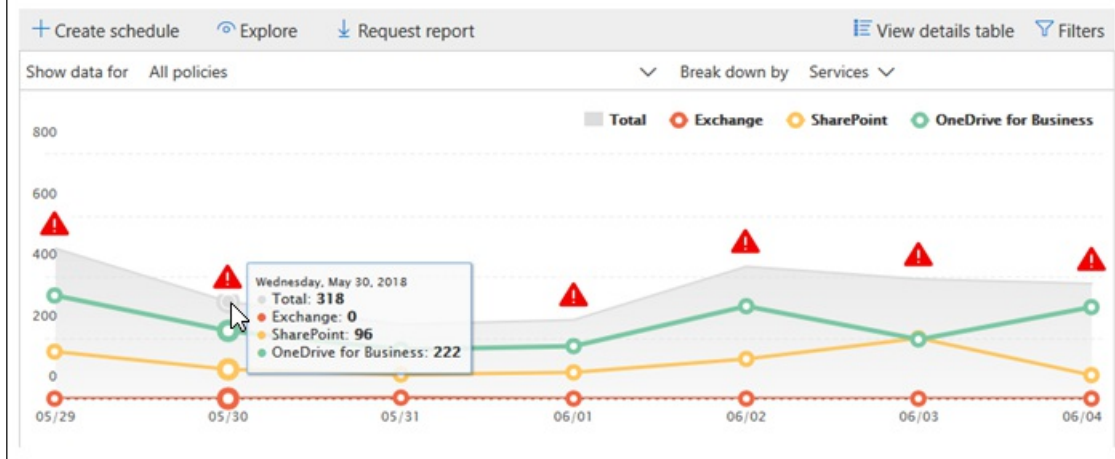 Create schedule Explore Request report View details table Filters
Show data for All policies Break down by Services
Total Exchange SharePoint OneDrive for Business
800
600
400
200
0
Wednesday, May 30, 2018
Total: 318
Exchange: 0
SharePoint: 96
OneDrive for Business: 222
05/29 05/30 05/31 06/01 06/02 06/03 06/04